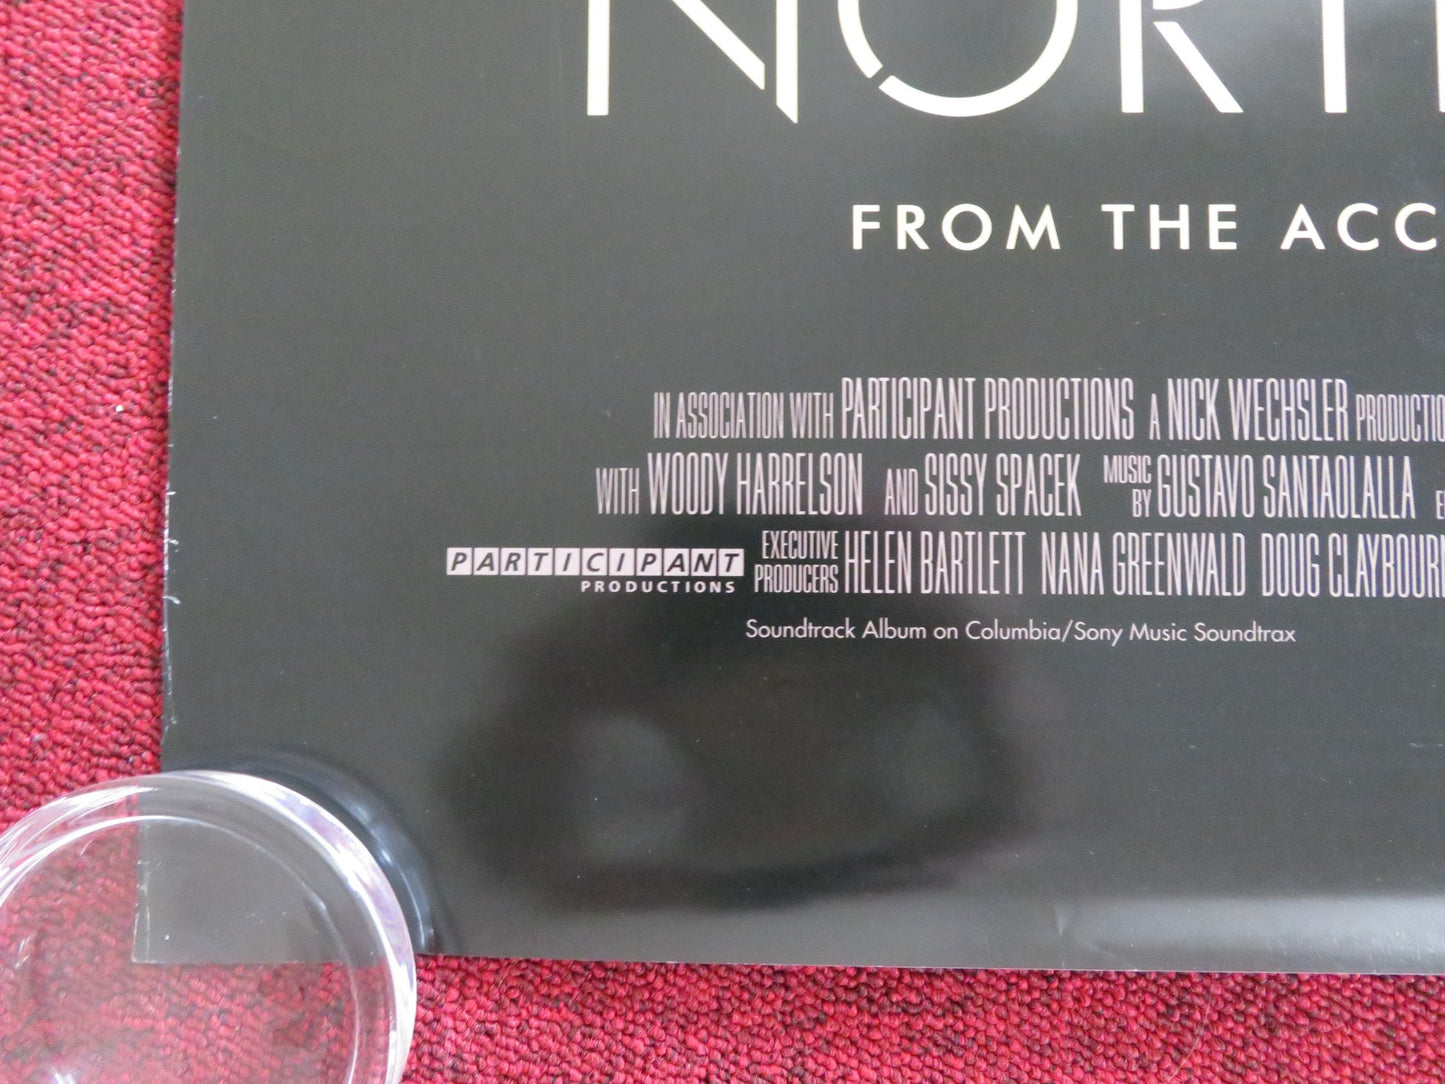 NORT
FROM THE ACC
IN ASSOCIATION WITH PARTICIPANT PRODUCTIONS A NICK WECHSLER PRODUCTIO
WITH WOODY HARRELSON AND SISSY SPACEK MUSIC BY GUSTAVO SANTAOLALLA E
PARTICIPANT PRODUCTIONS EXECUTIVE PRODUCERS HELEN BARTLETT NANA GREENWALD DOUG CLAYBOURN
Soundtrack Album on Columbia/Sony Music Soundtrax